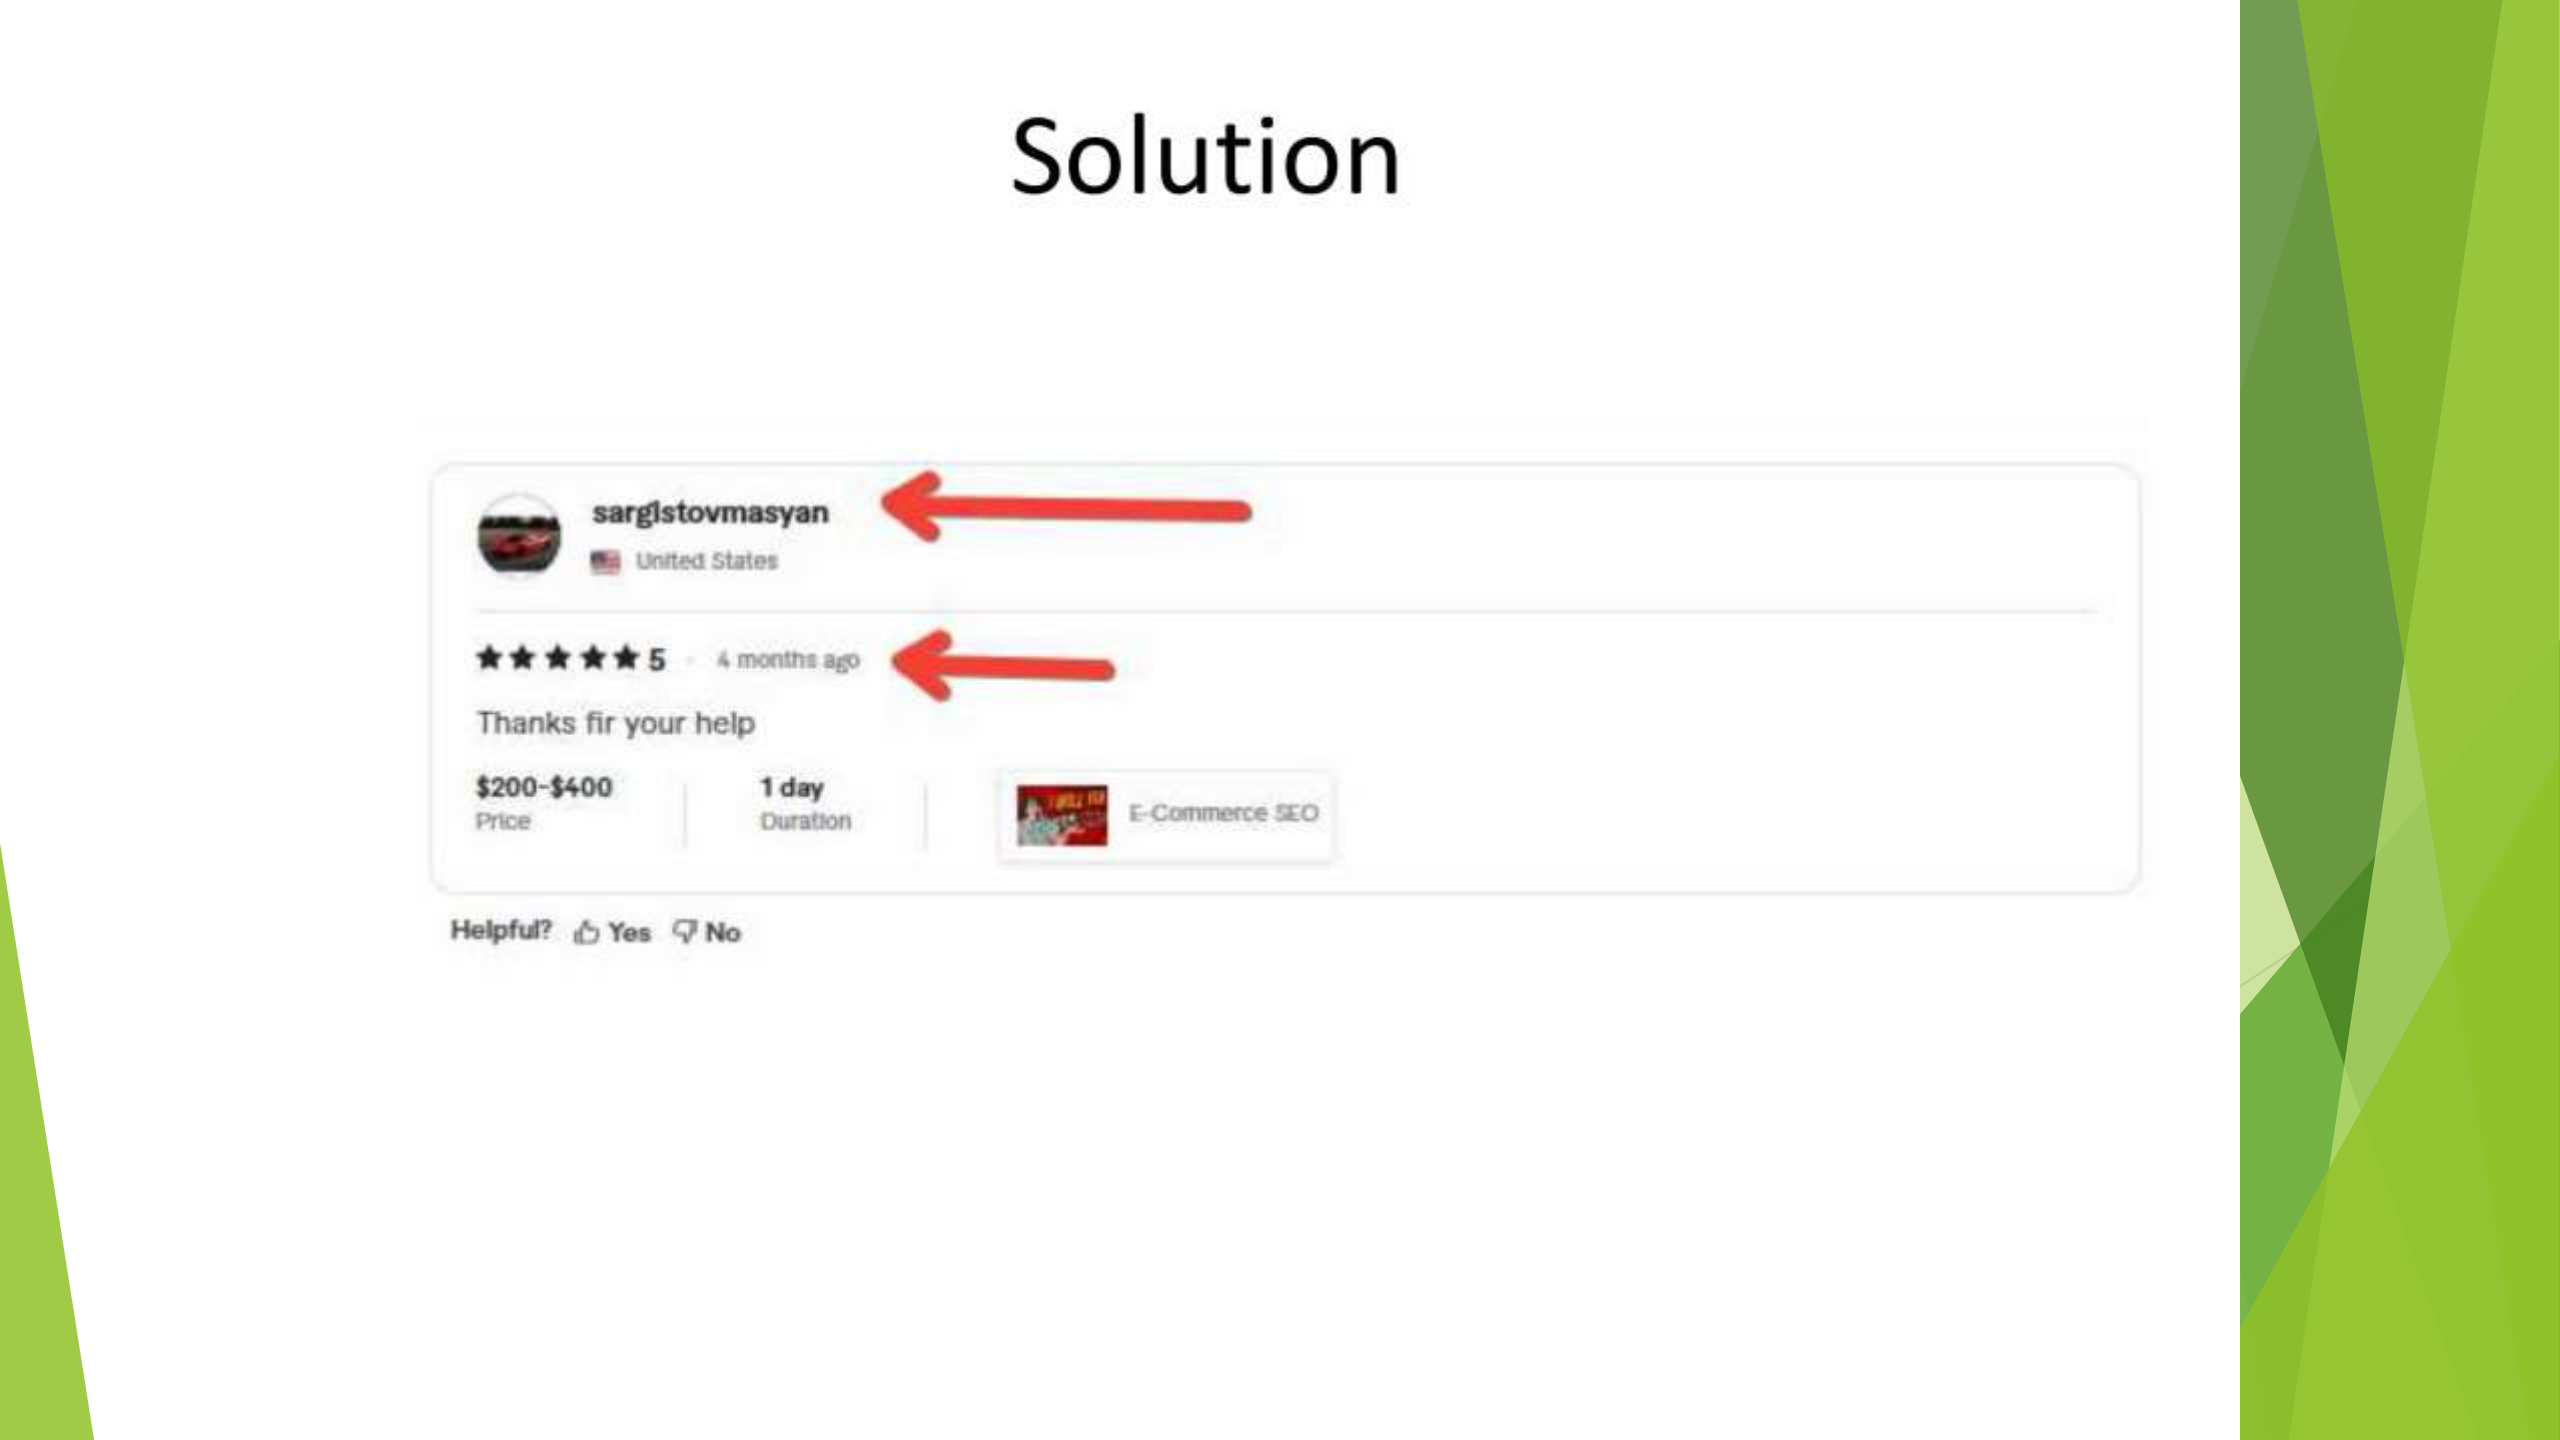 Solution
sargistovmasyan
United States
5 4 months ago
Thanks fir your help
$200-$400
Price
1 day
Duration
E-Commerce SEO
Helpful? Yes No